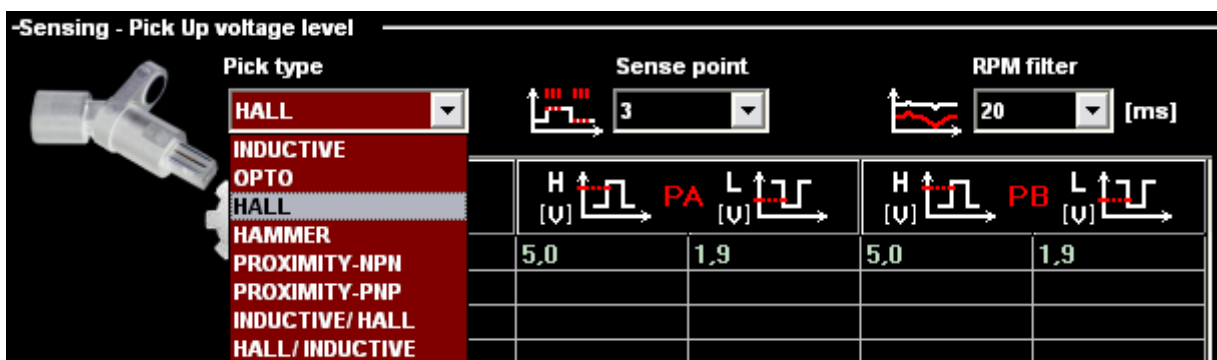 -Sensing - Pick Up voltage level
Pick type
Sense point
RPM filter
HALL
3
20
[ms]
INDUCTIVE
OPTO
HALL
HAMMER
PROXIMITY-NPN
PROXIMITY-PNP
INDUCTIVE/ HALL
HALL/ INDUCTIVE
H [V] PA L [V]
H [V] PB L [V]
5,0 1,9 5,0 1,9